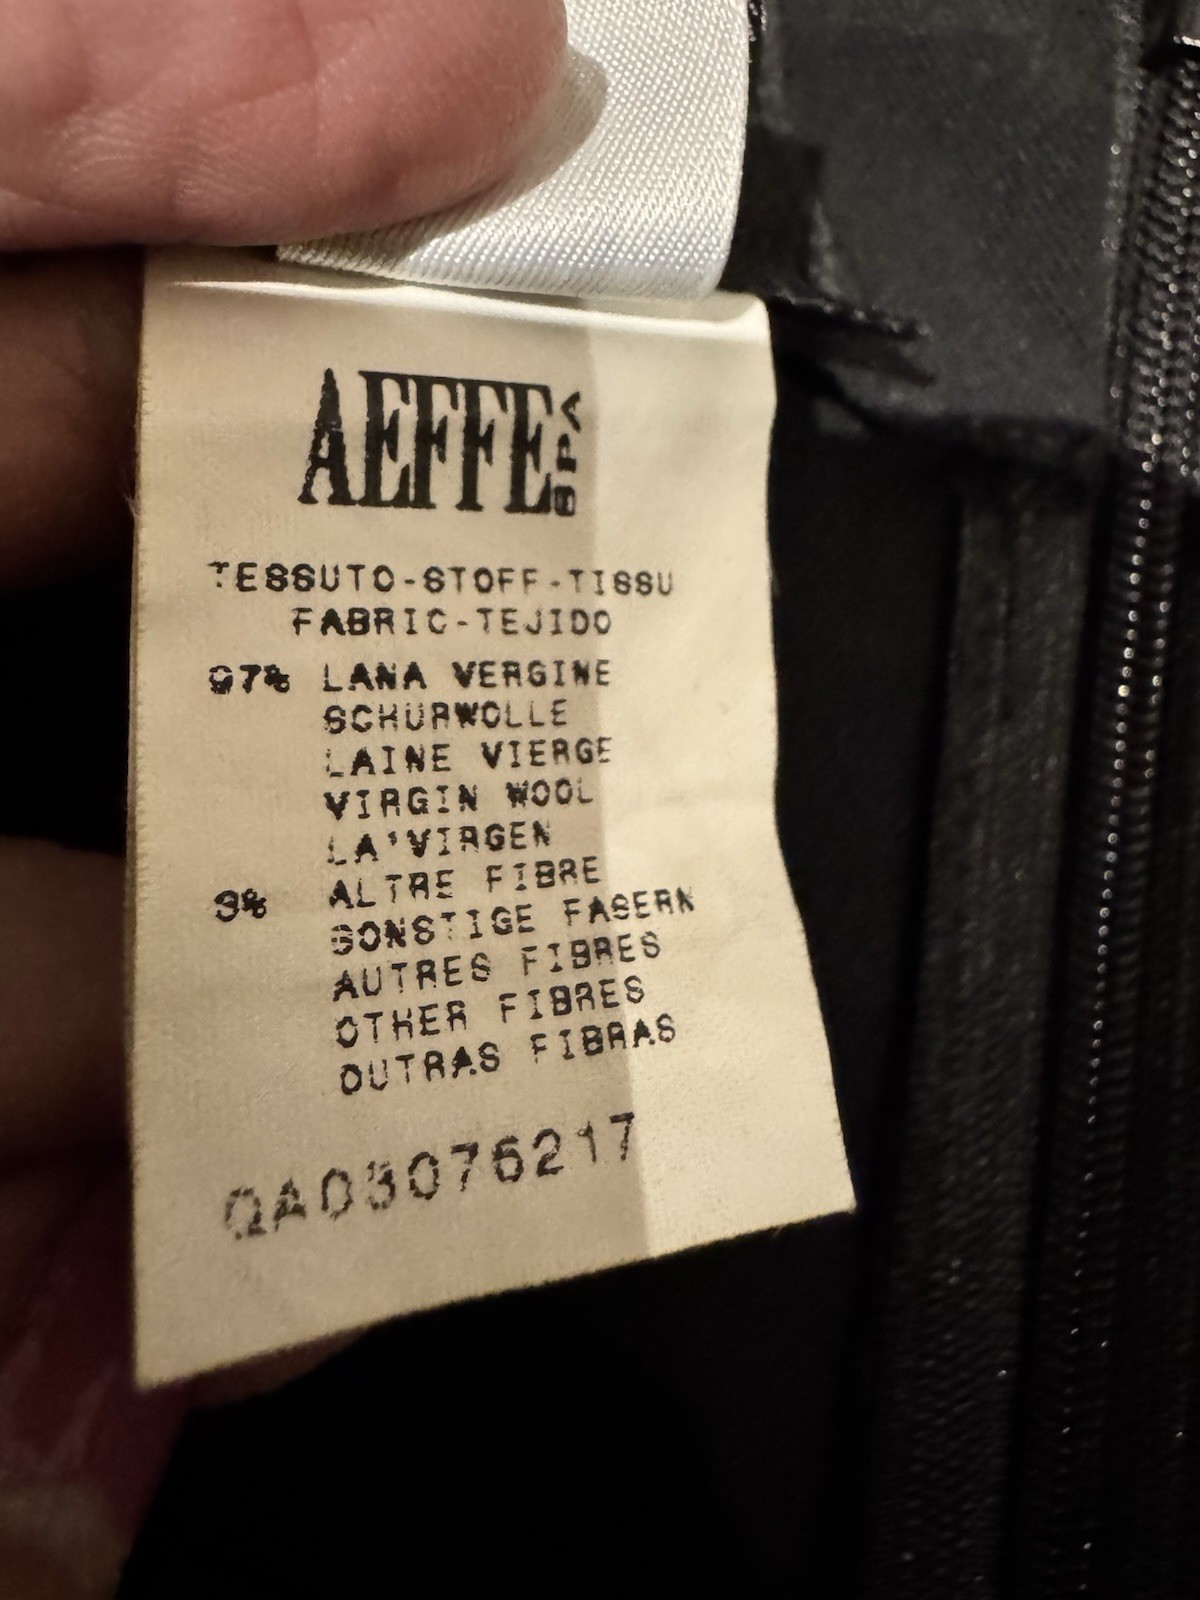 AEFFE SPA
TESSUTO-STOFF-TISSU
FABRIC-TEJIDO
97% LANA VERGINE
SCHURWOLLE
LAINE VIERGE
VIRGIN WOOL
LA'VIRGEN
3% ALTRE FIBRE
SONSTIGE FASERN
AUTRES FIBRES
OTHER FIBRES
OUTRAS FIBRAS
QA03076217